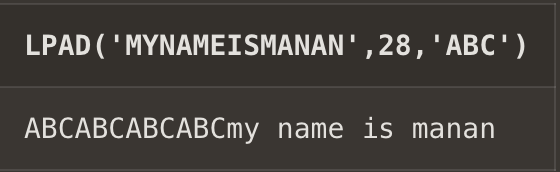 LPAD('MYNAMEISMANAN',28,'ABC')
ABCABCABCABCmy name is manan